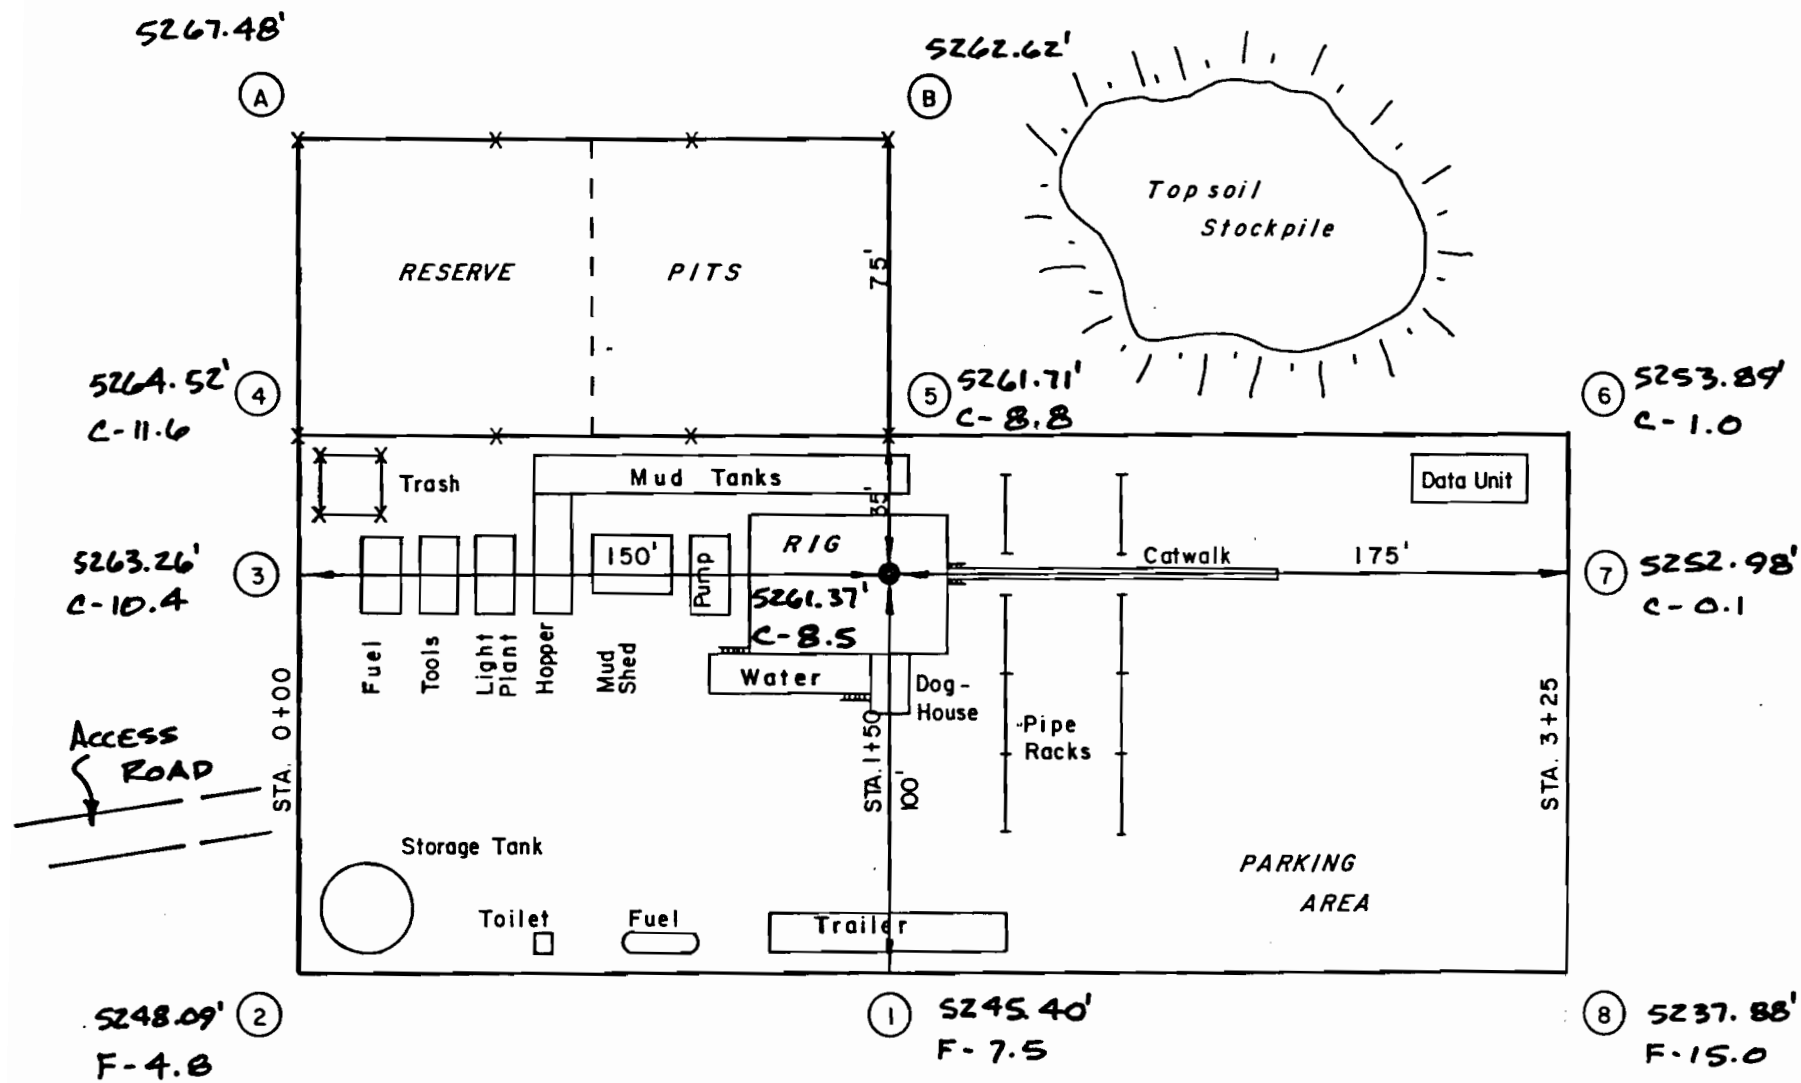 5267.48'
5262.62'
A
B
Topsoil
Stockpile
RESERVE PITS
75'
5264.52'
4
C-11.6
5
5261.71'
C-8.8
6
5253.89'
C-1.0
Trash
Mud Tanks
35'
Data Unit
5263.26'
3
C-10.4
150'
Pump
RIG
5261.37'
C-8.5
Catwalk
175'
7
5252.98'
C-0.1
Fuel
Tools
Light
Plant
Hopper
Mud
Shed
Water
Dog-
House
Pipe
Racks
STA. 0+00
STA. 1+50
100'
STA. 3+25
ACCESS
ROAD
Storage Tank
PARKING
AREA
Toilet
Fuel
Trailer
5248.09'
2
F-4.8
1
5245.40'
F-7.5
8
5237.88'
F-15.0